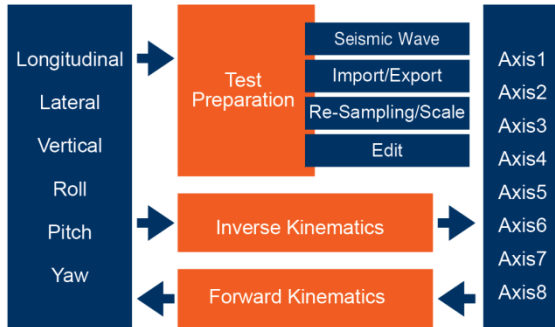 Longitudinal
Lateral
Vertical
Roll
Pitch
Yaw
Test
Preparation
Seismic Wave
Import/Export
Re-Sampling/Scale
Edit
Inverse Kinematics
Forward Kinematics
Axis1
Axis2
Axis3
Axis4
Axis5
Axis6
Axis7
Axis8